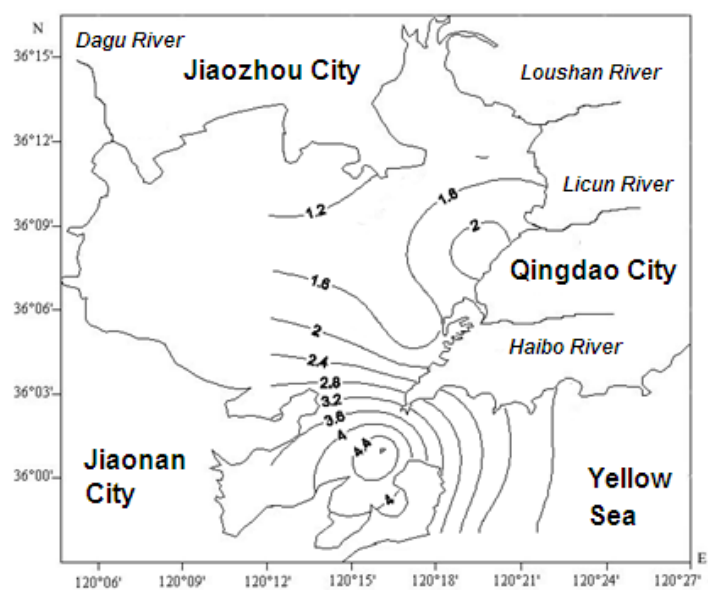 N
Dagu River
36°15'
Jiaozhou City
Loushan River
36°12'
Licun River
1.2
1.6
36°09'
2
Qingdao City
1.6
36°06'
2
Haibo River
2.4
36°03'
2.8
3.2
3.6
4
4.4
Jiaonan
City
36°00'
Yellow
Sea
4
E
120°06'
120°09'
120°12'
120°15'
120°18'
120°21'
120°24'
120°27'